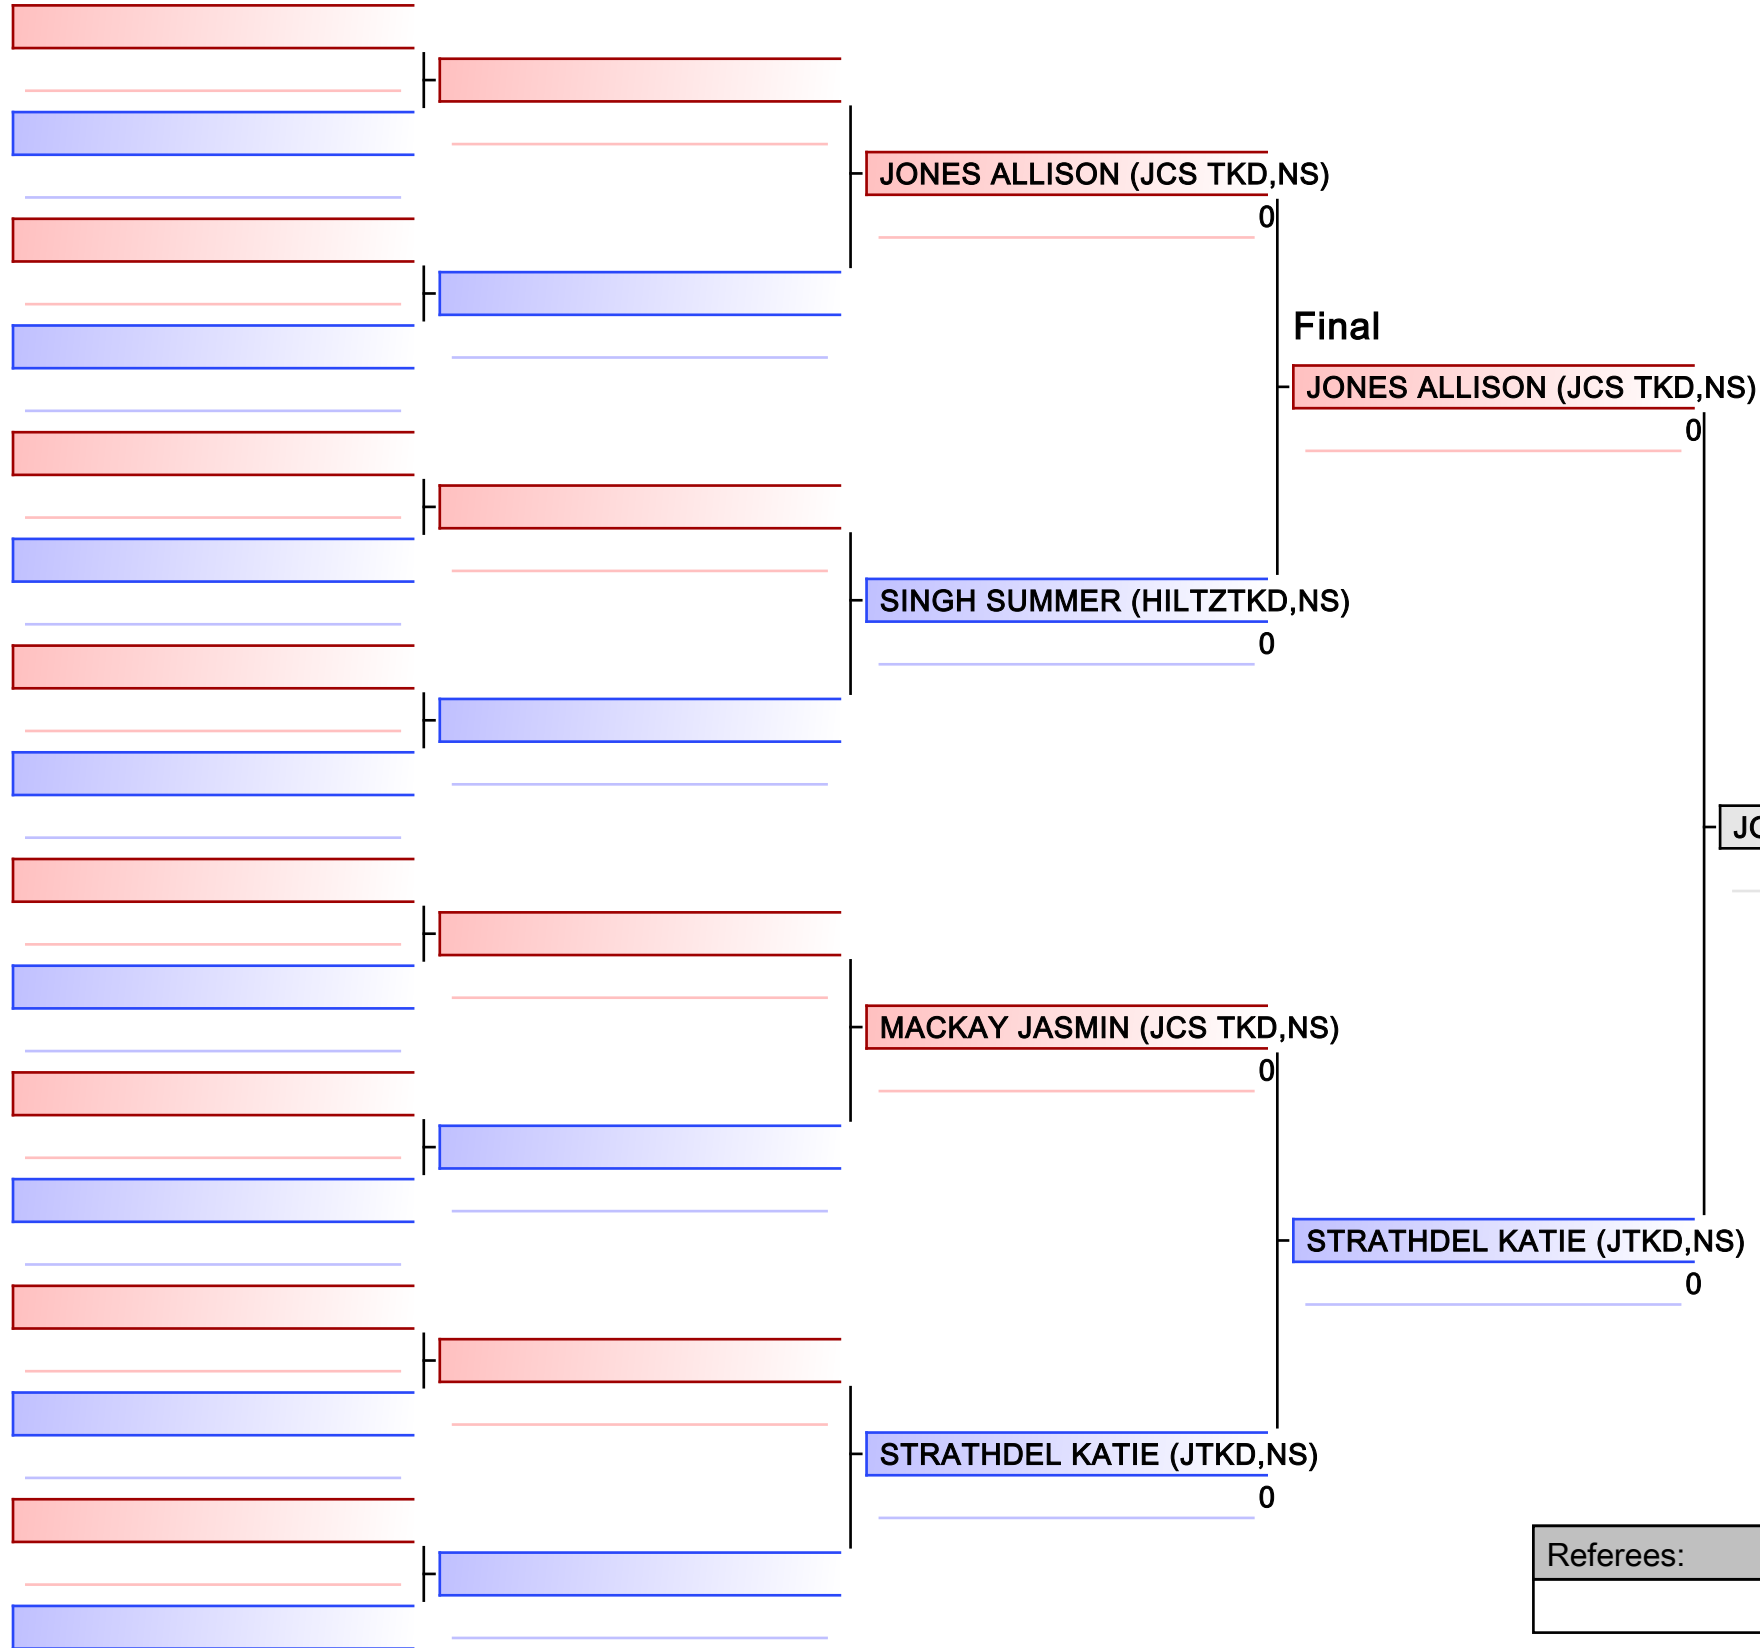 JONES ALLISON (JCS TKD,NS)
0
Final
JONES ALLISON (JCS TKD,NS)
0
SINGH SUMMER (HILTZTKD,NS)
0
MACKAY JASMIN (JCS TKD,NS)
0
STRATHDEL KATIE (JTKD,NS)
0
STRATHDEL KATIE (JTKD,NS)
0
Referees: